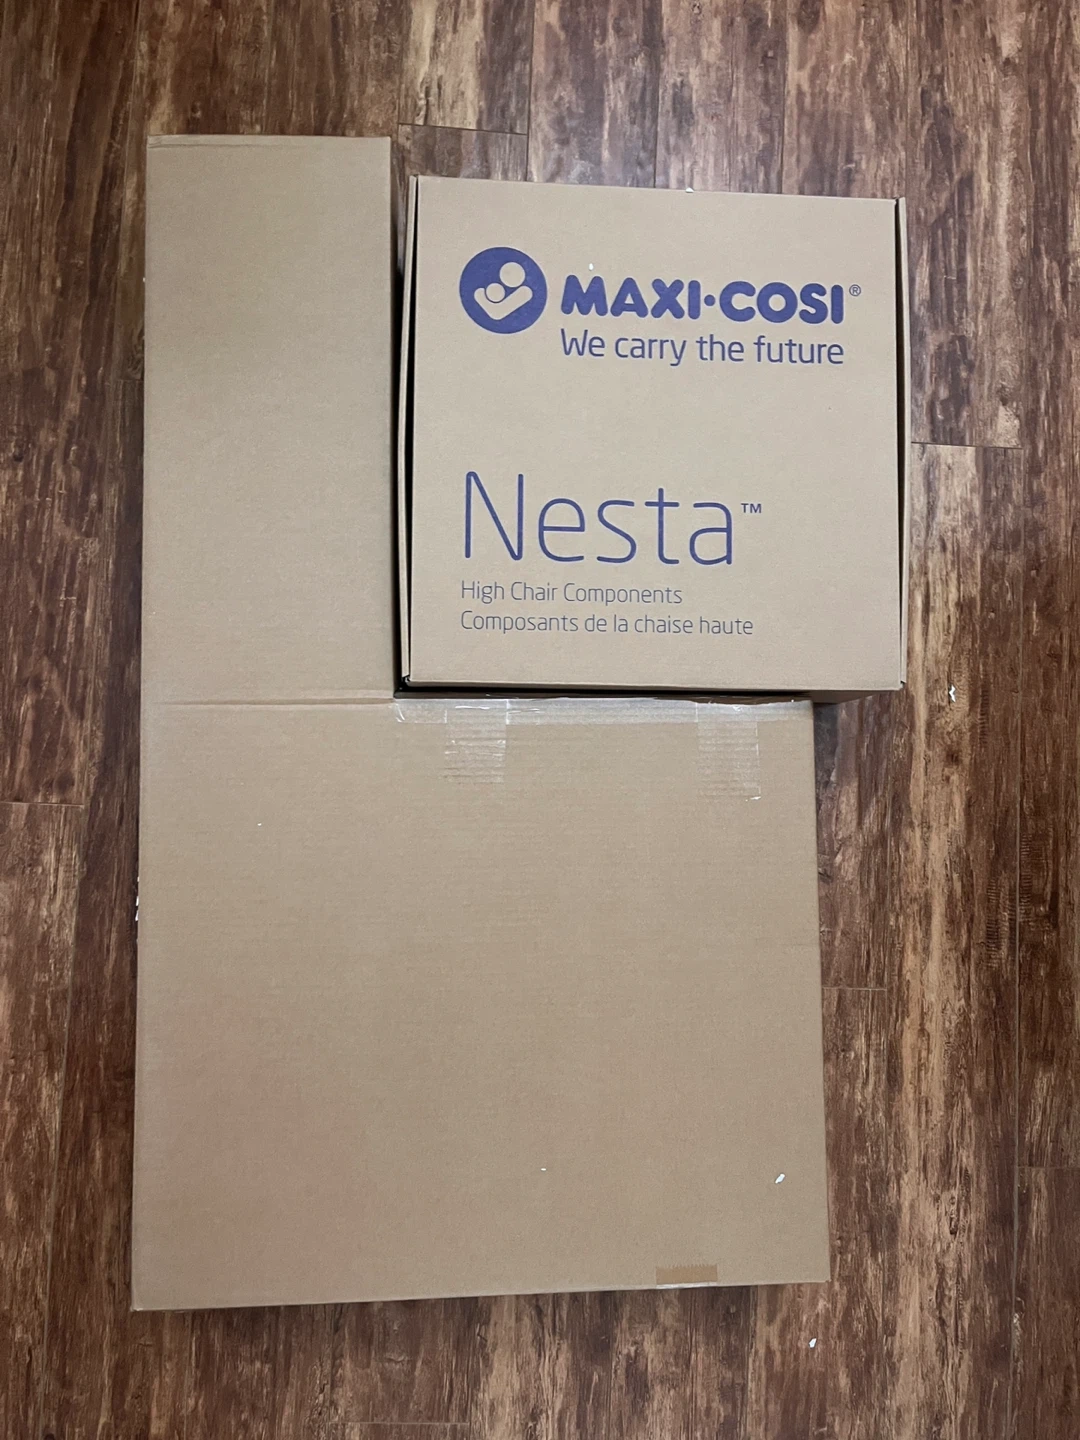 MAXI·COSI®
We carry the future
Nesta™
High Chair Components
Composants de la chaise haute